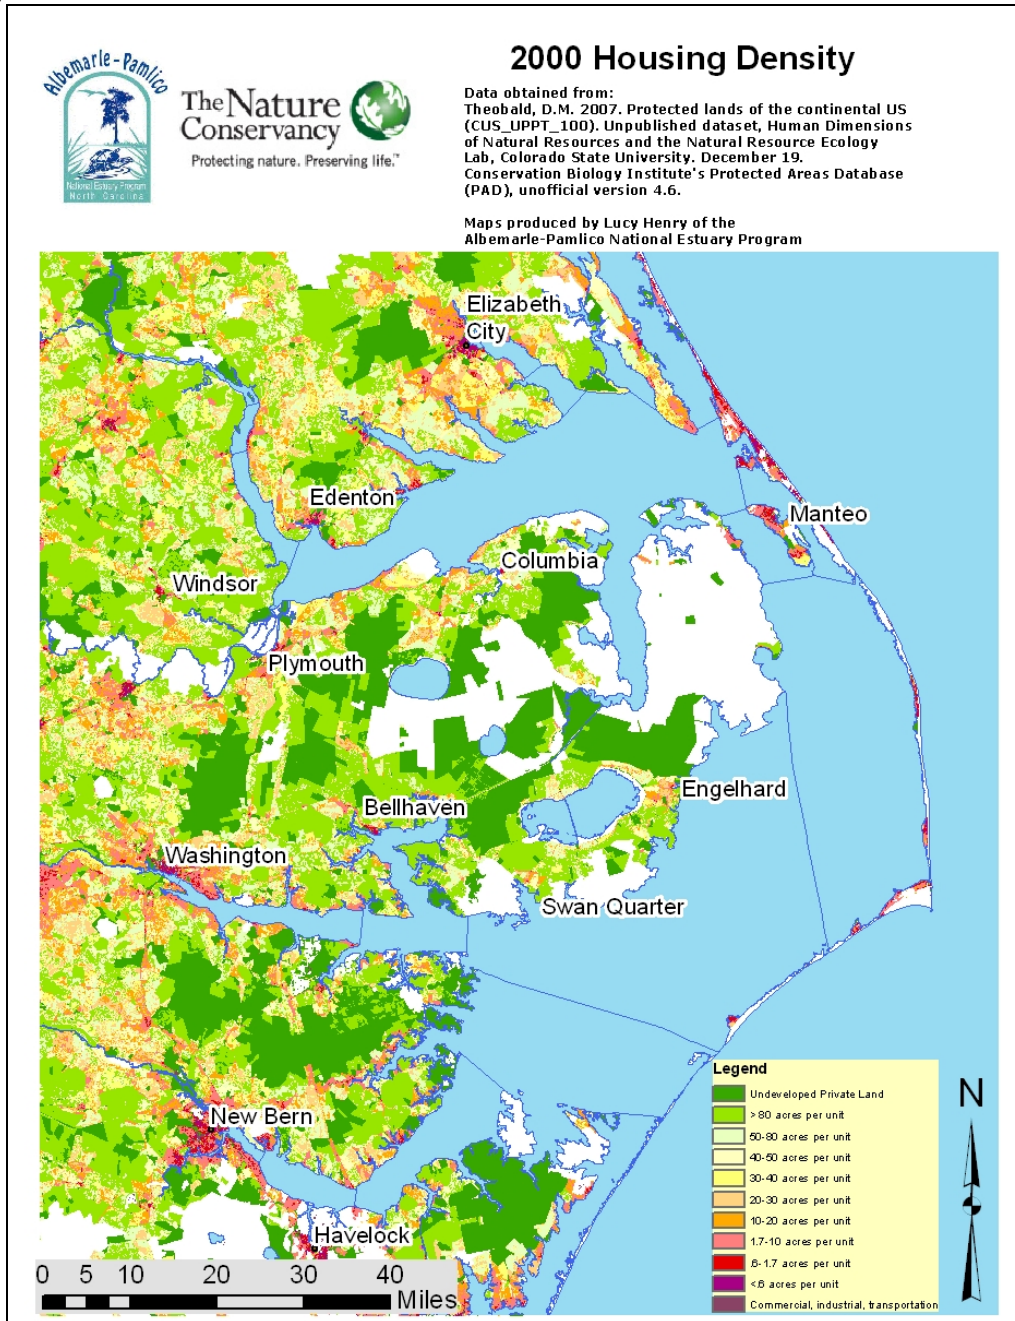 Albemarle-Pamlico
National Estuary Program
North Carolina
The Nature
Conservancy
Protecting nature. Preserving life.™
2000 Housing Density
Data obtained from:
Theobald, D.M. 2007. Protected lands of the continental US
(CUS_UPPT_100). Unpublished dataset, Human Dimensions
of Natural Resources and the Natural Resource Ecology
Lab, Colorado State University. December 19.
Conservation Biology Institute's Protected Areas Database
(PAD), unofficial version 4.6.
Maps produced by Lucy Henry of the
Albemarle-Pamlico National Estuary Program
Elizabeth
City
Edenton
Manteo
Columbia
Windsor
Plymouth
Engelhard
Bellhaven
Washington
Swan Quarter
New Bern
Havelock
Legend
Undeveloped Private Land
>80 acres per unit
50-80 acres per unit
40-50 acres per unit
30-40 acres per unit
20-30 acres per unit
10-20 acres per unit
1.7-10 acres per unit
.6-1.7 acres per unit
<.6 acres per unit
Commercial, industrial, transportation
N
0 5 10 20 30 40
Miles